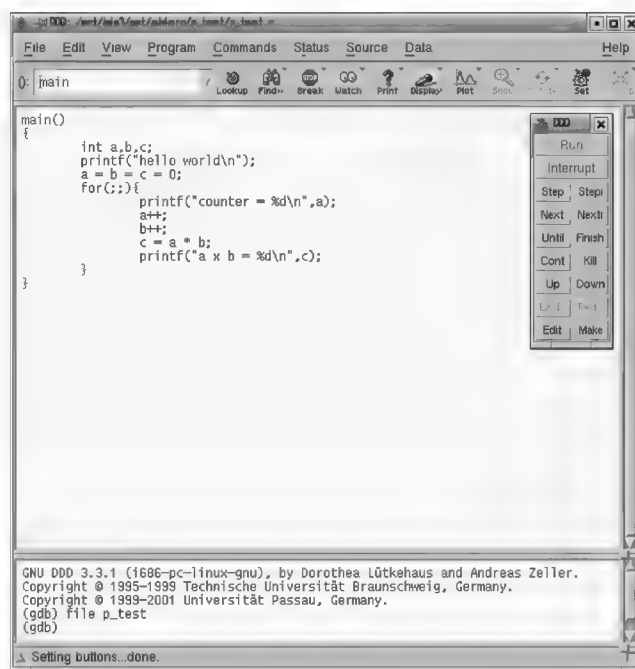 DDD:
File Edit View Program Commands Status Source Data Help
(): main
Lookup Find>> Break Watch Print Display Plot Set
main()
{
int a,b,c;
printf("hello world\n");
a = b = c = 0;
for(;;){
printf("counter = %d\n",a);
a++;
b++;
c = a * b;
printf("a x b = %d\n",c);
}
}
DDD
Run
Interrupt
Step Stepi
Next Nexti
Until Finish
Cont Kill
Up Down
Edit Make
GNU DDD 3.3.1 (i686-pc-linux-gnu), by Dorothea Lütkehaus and Andreas Zeller.
Copyright © 1995-1999 Technische Universität Braunschweig, Germany.
Copyright © 1999-2001 Universität Passau, Germany.
(gdb) file p_test
(gdb)
Setting buttons...done.